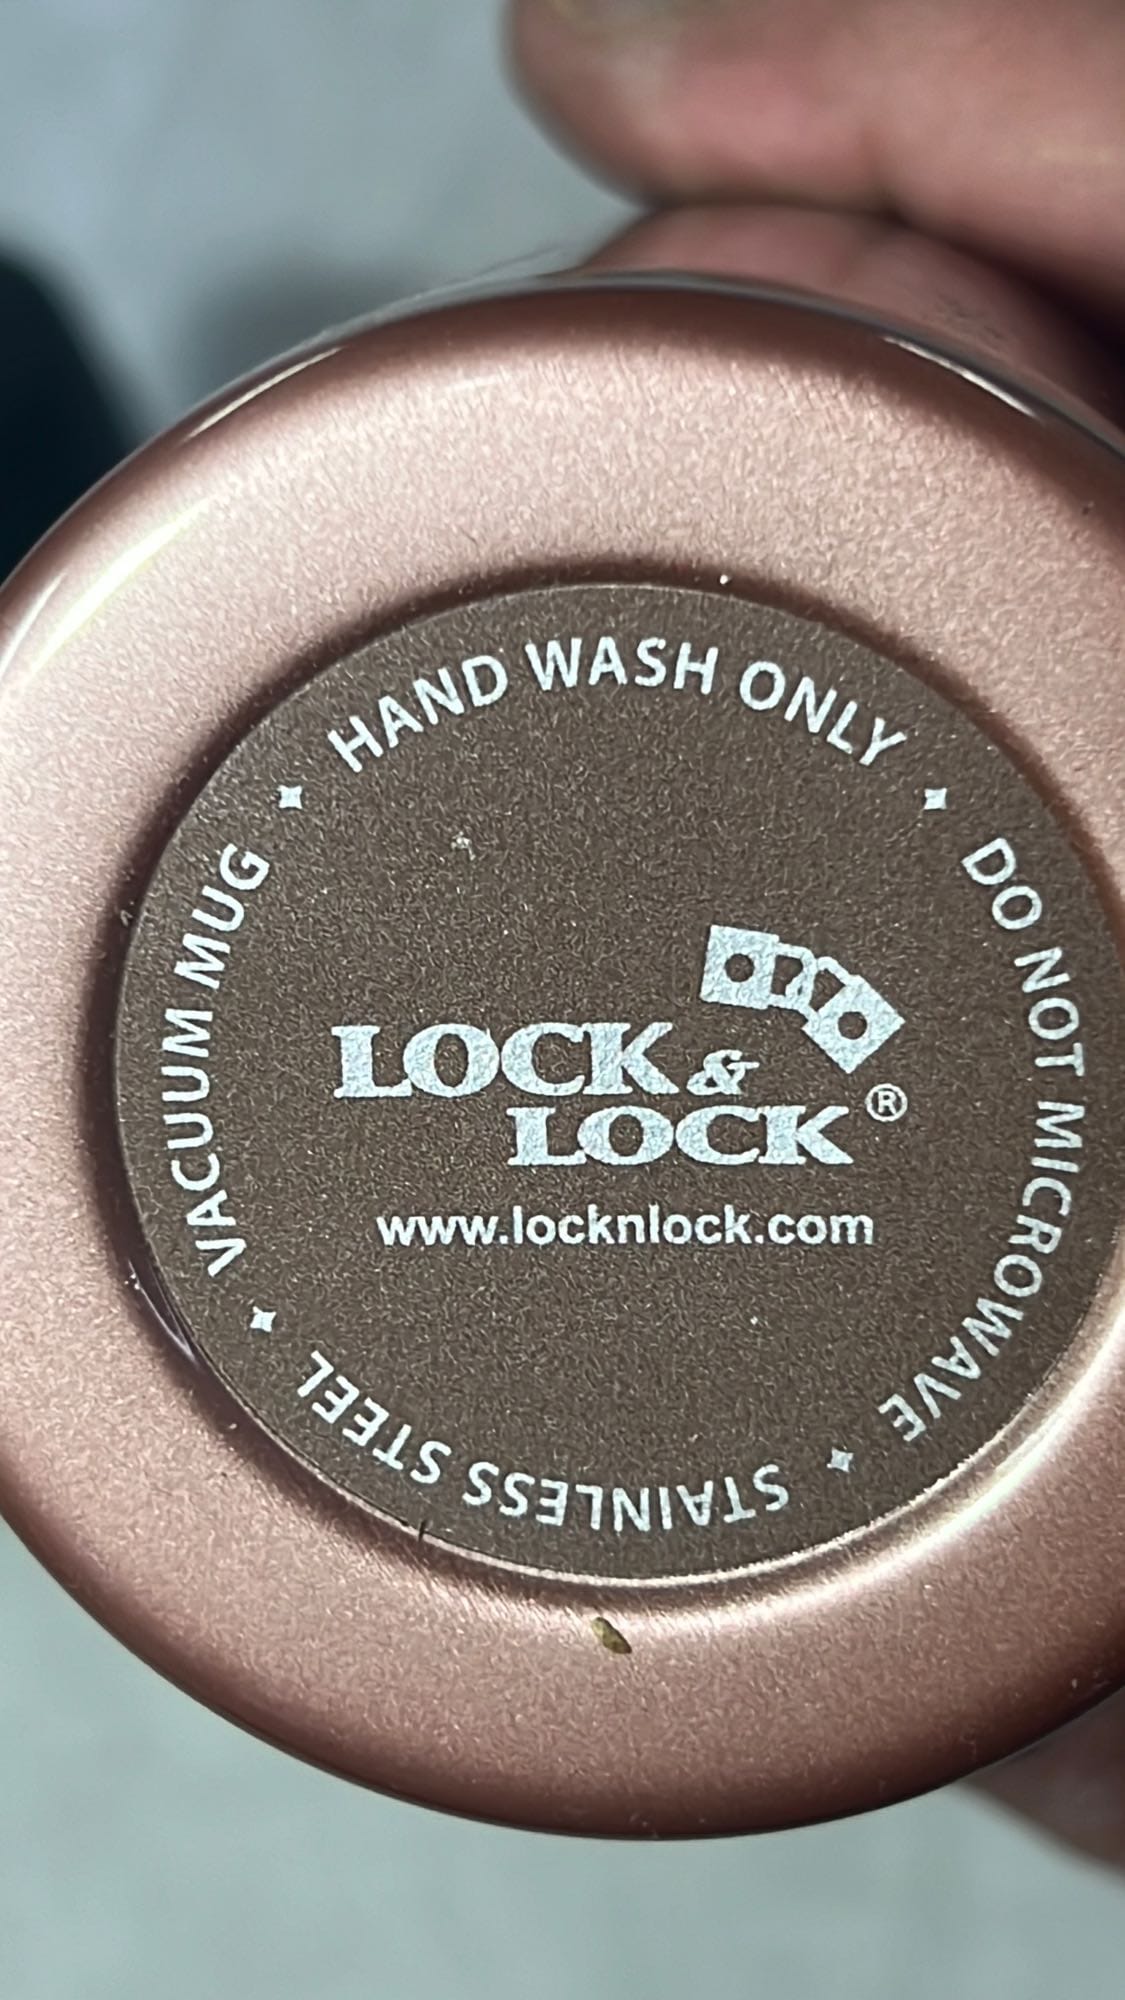 HAND WASH ONLY
DO NOT MICROWAVE
STAINLESS STEEL
VACUUM MUG
LOCK &
LOCK ®
www.locknlock.com